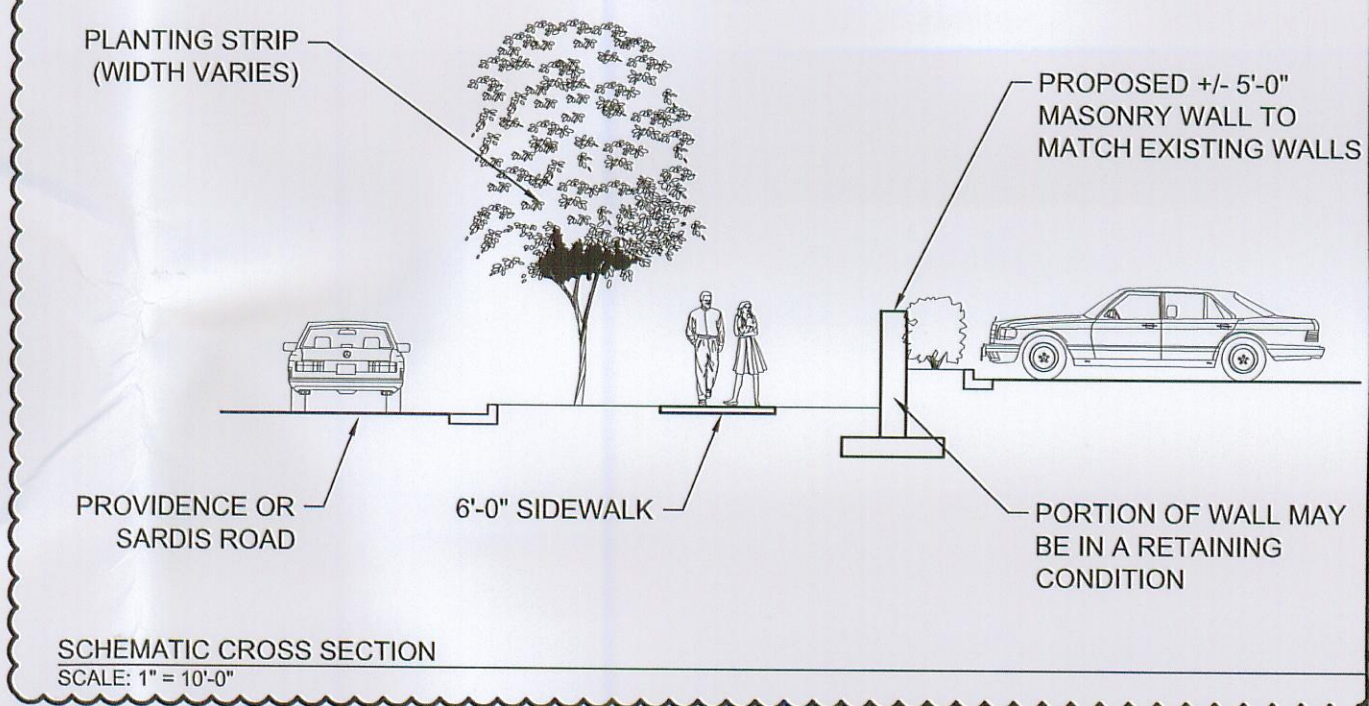 PLANTING STRIP
(WIDTH VARIES)
PROPOSED +/- 5'-0"
MASONRY WALL TO
MATCH EXISTING WALLS
PROVIDENCE OR
SARDIS ROAD
6'-0" SIDEWALK
PORTION OF WALL MAY
BE IN A RETAINING
CONDITION
SCHEMATIC CROSS SECTION
SCALE: 1" = 10'-0"